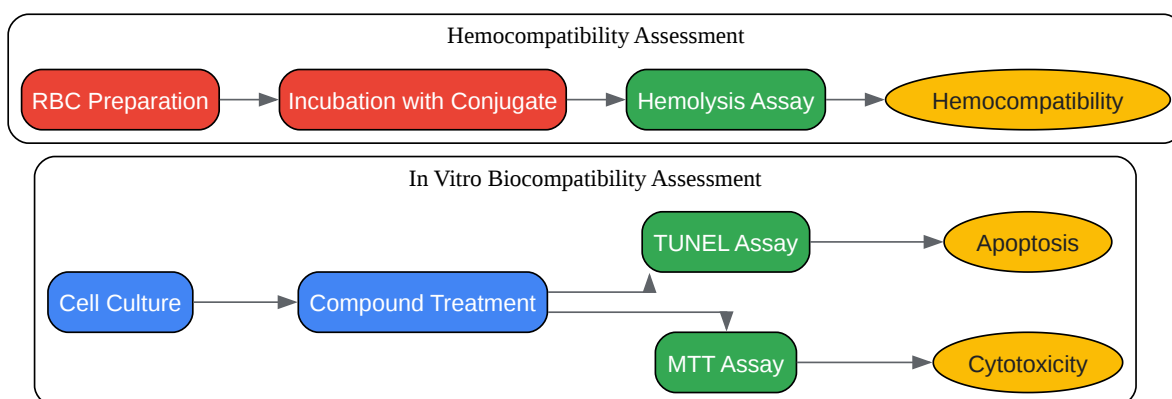 Hemocompatibility Assessment
RBC Preparation
Incubation with Conjugate
Hemolysis Assay
Hemocompatibility
In Vitro Biocompatibility Assessment
TUNEL Assay
Apoptosis
Cell Culture
Compound Treatment
MTT Assay
Cytotoxicity